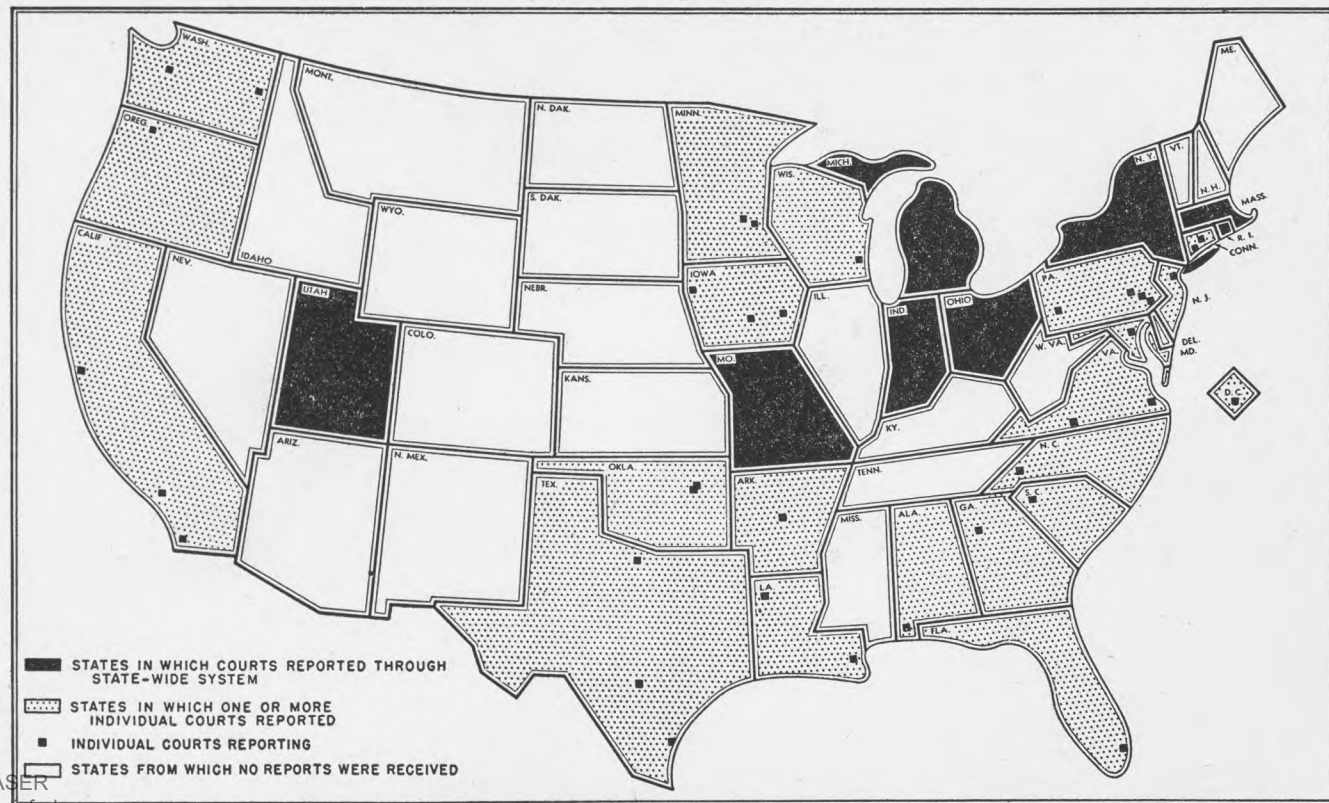 WASH.
MONT.
N. DAK.
MINN.
ME.
OREG
MICH.
WIS.
N. Y.
VT.
N. H.
MASS.
S. DAK.
WYO.
R. I.
CONN.
CALIF
NEV.
IDAHO
UTAH
IOWA
NEBR.
ILL.
IND.
OHIO
PA.
N. J.
COLO.
MO.
W. VA.
VA.
DEL.
MD.
D.C.
KANS.
KY.
ARIZ.
N. MEX.
OKLA.
TEX.
ARK.
TENN.
N. C.
S. C.
MISS.
ALA.
GA.
LA.
FLA.
STATES IN WHICH COURTS REPORTED THROUGH
STATE-WIDE SYSTEM
STATES IN WHICH ONE OR MORE
INDIVIDUAL COURTS REPORTED
INDIVIDUAL COURTS REPORTING
STATES FROM WHICH NO REPORTS WERE RECEIVED